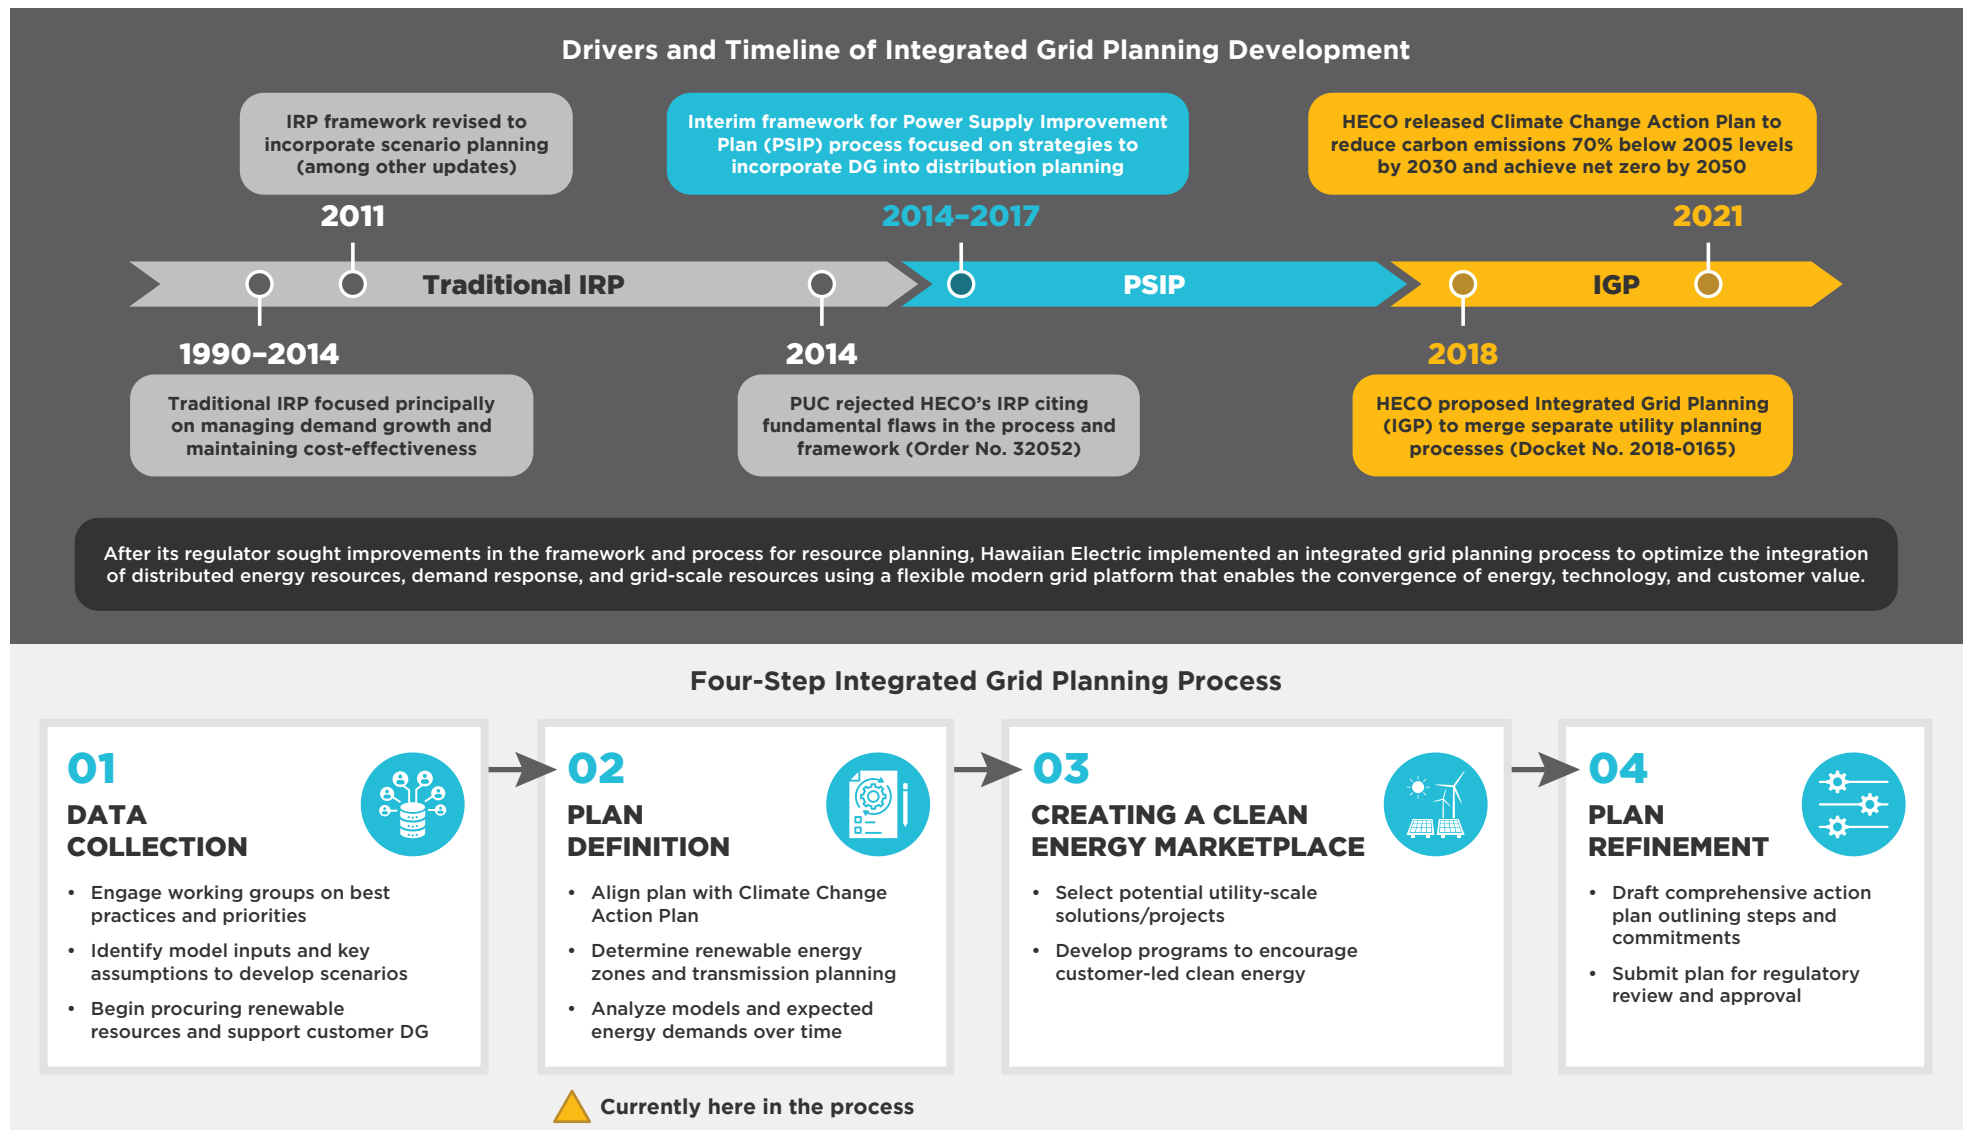 Drivers and Timeline of Integrated Grid Planning Development
IRP framework revised to
incorporate scenario planning
(among other updates)
2011
Interim framework for Power Supply Improvement
Plan (PSIP) process focused on strategies to
incorporate DG into distribution planning
2014–2017
HECO released Climate Change Action Plan to
reduce carbon emissions 70% below 2005 levels
by 2030 and achieve net zero by 2050
2021
Traditional IRP
PSIP
IGP
1990–2014
Traditional IRP focused principally
on managing demand growth and
maintaining cost-effectiveness
2014
PUC rejected HECO’s IRP citing
fundamental flaws in the process and
framework (Order No. 32052)
2018
HECO proposed Integrated Grid Planning
(IGP) to merge separate utility planning
processes (Docket No. 2018-0165)
After its regulator sought improvements in the framework and process for resource planning, Hawaiian Electric implemented an integrated grid planning process to optimize the integration
of distributed energy resources, demand response, and grid-scale resources using a flexible modern grid platform that enables the convergence of energy, technology, and customer value.
Four-Step Integrated Grid Planning Process
01
DATA
COLLECTION
• Engage working groups on best
practices and priorities
• Identify model inputs and key
assumptions to develop scenarios
• Begin procuring renewable
resources and support customer DG
02
PLAN
DEFINITION
• Align plan with Climate Change
Action Plan
• Determine renewable energy
zones and transmission planning
• Analyze models and expected
energy demands over time
03
CREATING A CLEAN
ENERGY MARKETPLACE
• Select potential utility-scale
solutions/projects
• Develop programs to encourage
customer-led clean energy
04
PLAN
REFINEMENT
• Draft comprehensive action
plan outlining steps and
commitments
• Submit plan for regulatory
review and approval
Currently here in the process